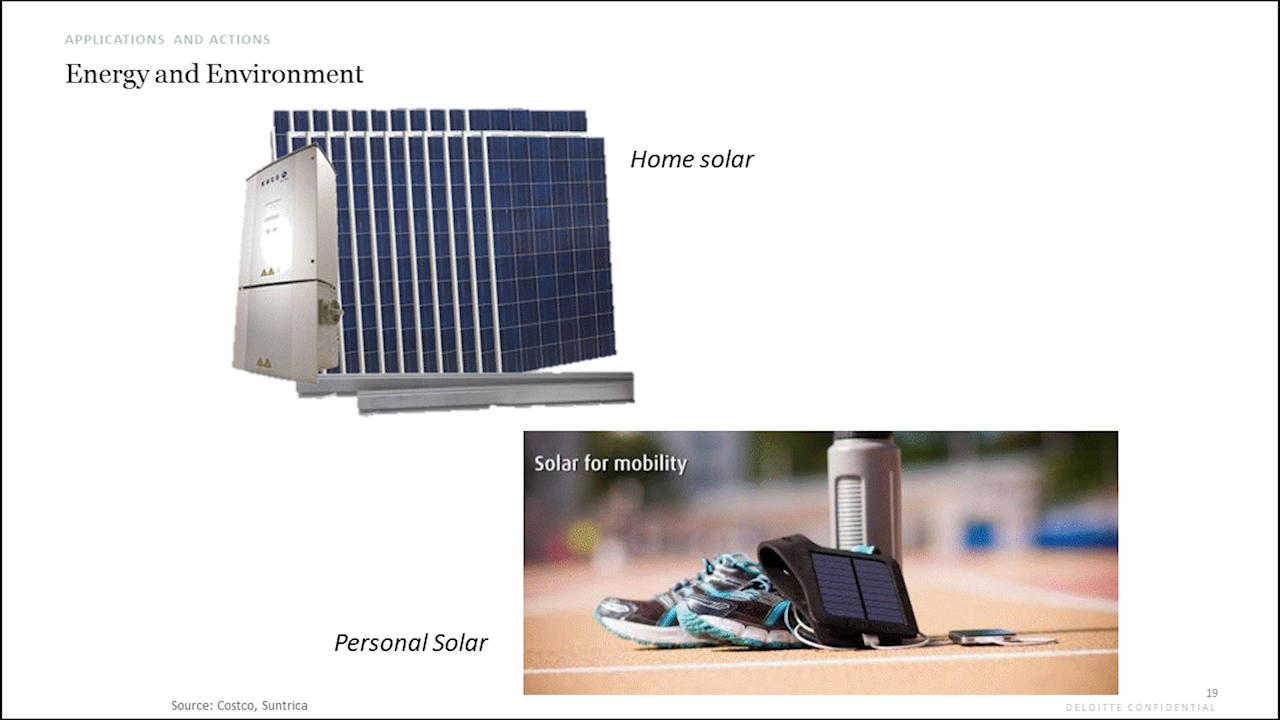 APPLICATIONS AND ACTIONS
Energy and Environment
Home solar
Solar for mobility
Personal Solar
Source: Costco, Suntrica
19
DELOITTE CONFIDENTIAL